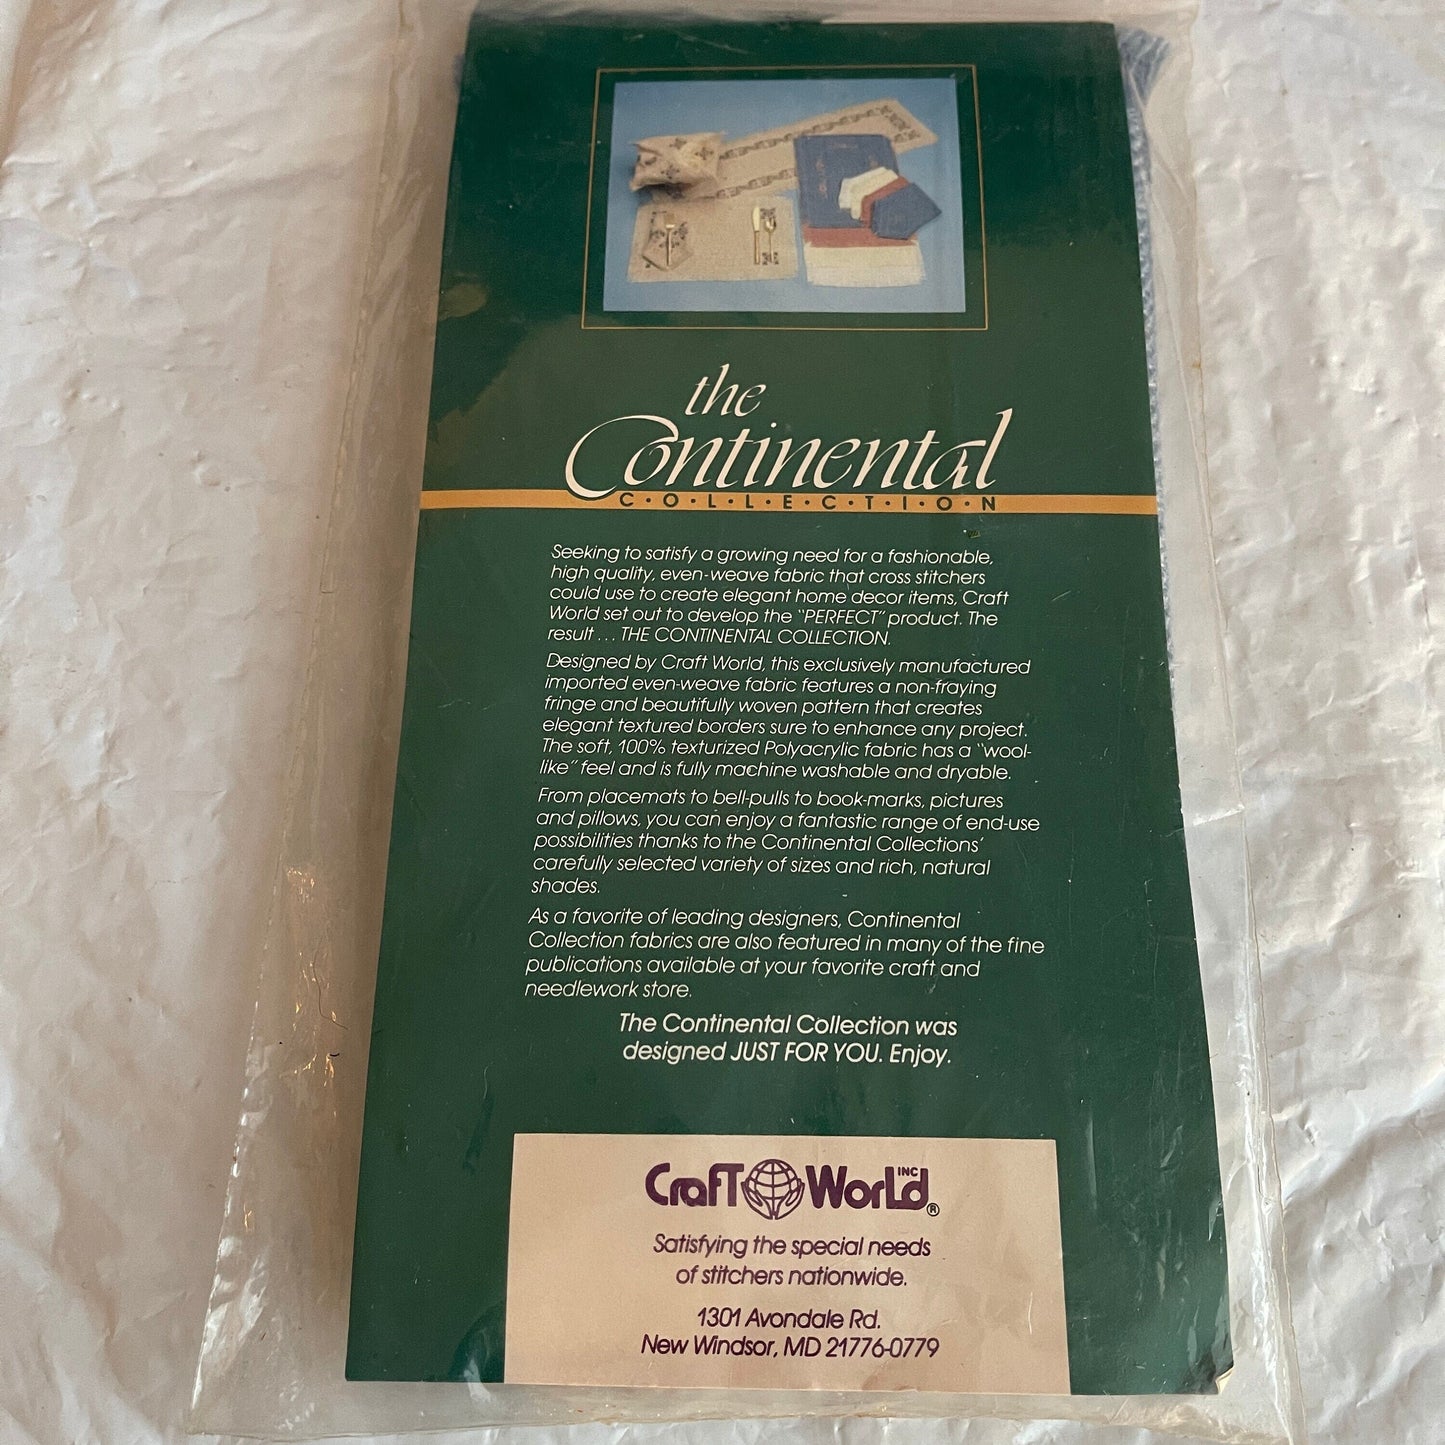 the
Continental
C·O·L·L·E·C·T·I·O·N
Seeking to satisfy a growing need for a fashionable,
high quality, even-weave fabric that cross stitchers
could use to create elegant home decor items, Craft
World set out to develop the "PERFECT" product. The
result ... THE CONTINENTAL COLLECTION.
Designed by Craft World, this exclusively manufactured
imported even-weave fabric features a non-fraying
fringe and beautifully woven pattern that creates
elegant textured borders sure to enhance any project.
The soft, 100% texturized Polyacrylic fabric has a "wool-
like" feel and is fully machine washable and dryable.
From placemats to bell-pulls to book-marks, pictures
and pillows, you can enjoy a fantastic range of end-use
possibilities thanks to the Continental Collections'
carefully selected variety of sizes and rich, natural
shades.
As a favorite of leading designers, Continental
Collection fabrics are also featured in many of the fine
publications available at your favorite craft and
needlework store.
The Continental Collection was
designed JUST FOR YOU. Enjoy.
Craft World INC ®
Satisfying the special needs
of stitchers nationwide.
1301 Avondale Rd.
New Windsor, MD 21776-0779